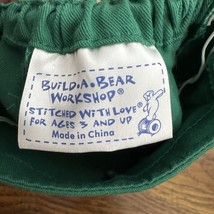 BUILD-A-BEAR
WORKSHOP®
STITCHED WITH LOVE®
FOR AGES 3 AND UP
Made in China